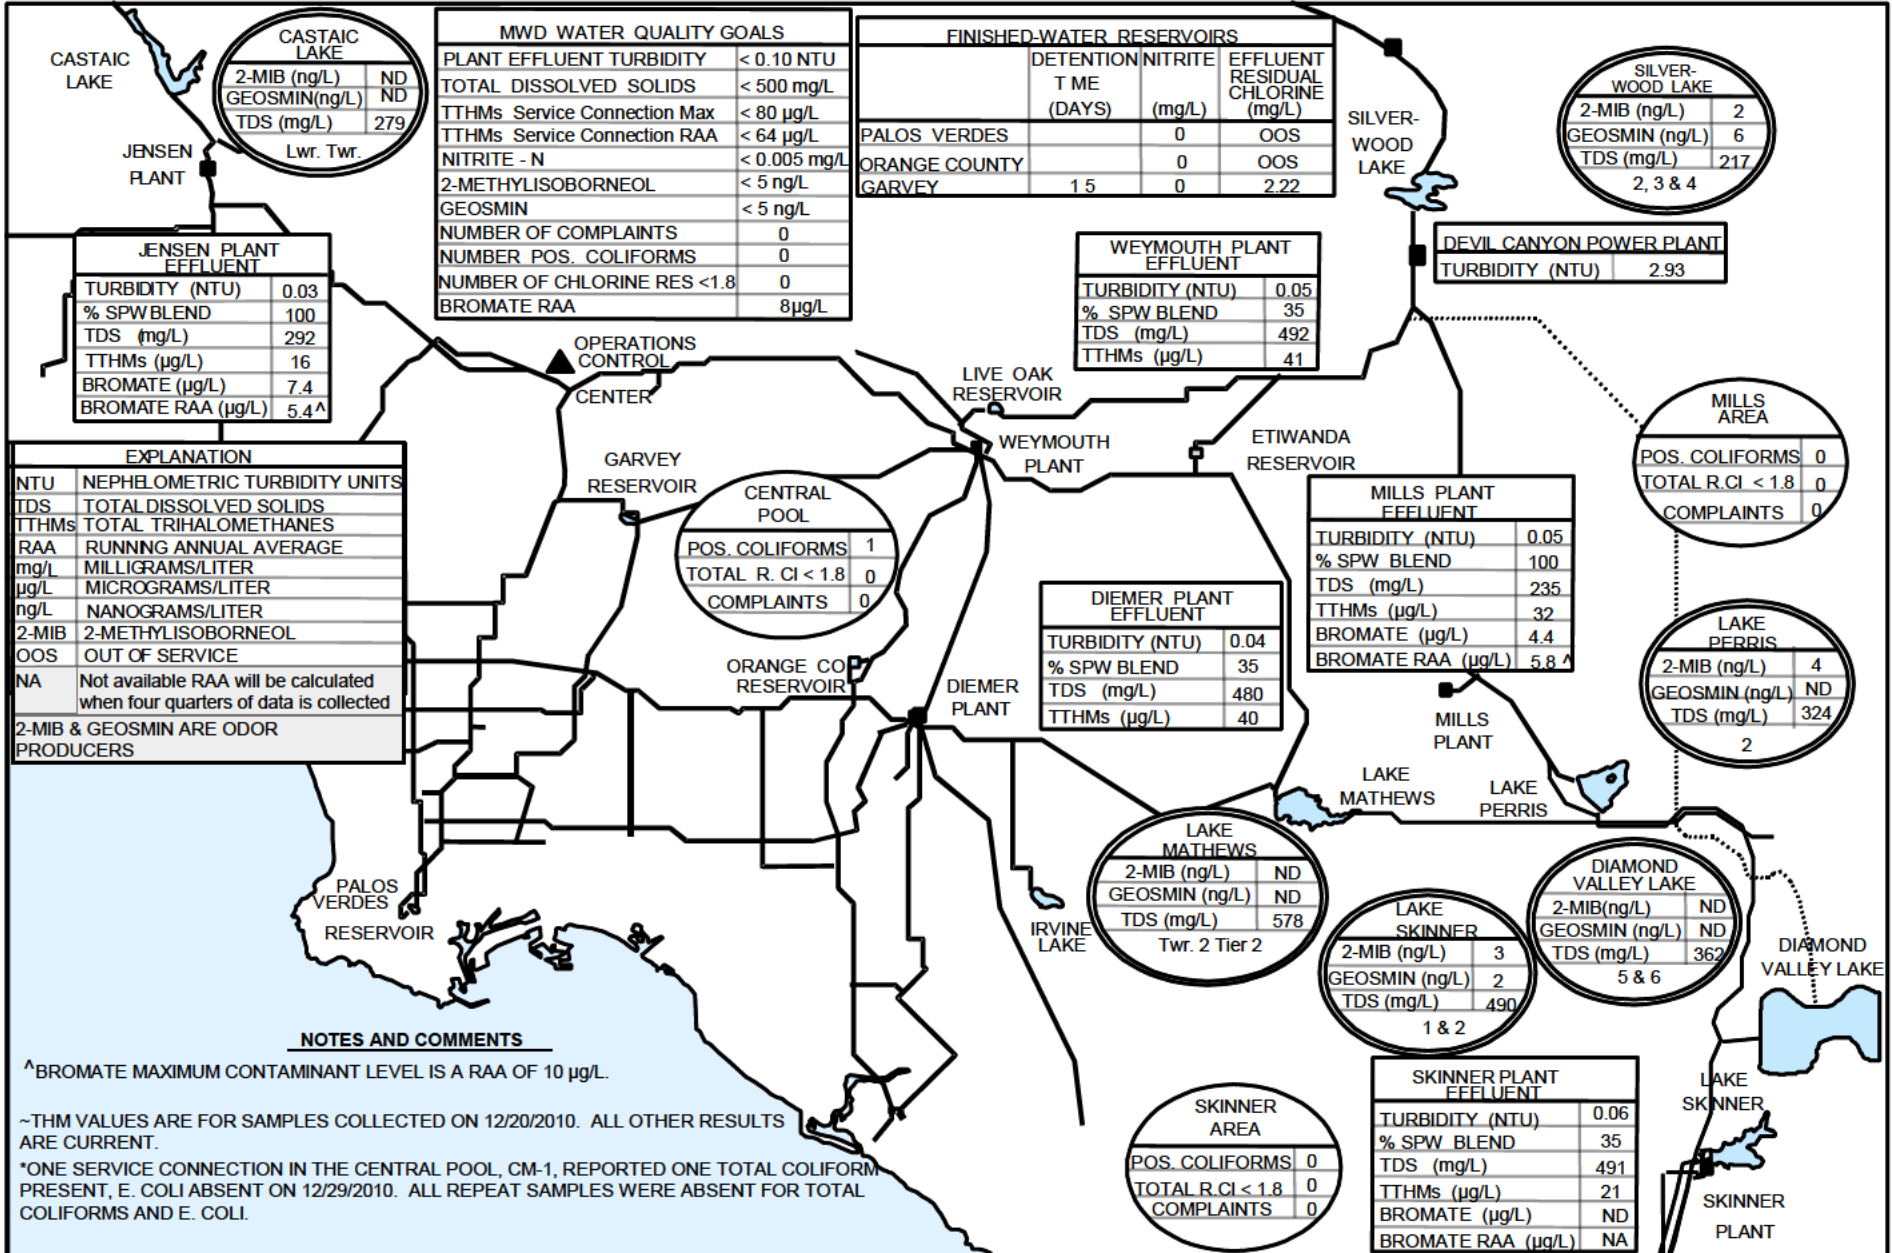 CASTAIC
LAKE
CASTAIC
LAKE
2-MIB (ng/L) ND
GEOSMIN(ng/L) ND
TDS (mg/L) 279
Lwr. Twr.
JENSEN
PLANT
MWD WATER QUALITY GOALS
PLANT EFFLUENT TURBIDITY < 0.10 NTU
TOTAL DISSOLVED SOLIDS < 500 mg/L
TTHMs Service Connection Max < 80 µg/L
TTHMs Service Connection RAA < 64 µg/L
NITRITE - N < 0.005 mg/L
2-METHYLISOBORNEOL < 5 ng/L
GEOSMIN < 5 ng/L
NUMBER OF COMPLAINTS 0
NUMBER POS. COLIFORMS 0
NUMBER OF CHLORINE RES <1.8 0
BROMATE RAA 8µg/L
FINISHED-WATER RESERVOIRS
DETENTION NITRITE EFFLUENT
T ME RESIDUAL
CHLORINE
(DAYS) (mg/L) (mg/L)
PALOS VERDES 0 OOS
ORANGE COUNTY 0 OOS
GARVEY 1 5 0 2.22
SILVER-
WOOD
LAKE
SILVER-
WOOD LAKE
2-MIB (ng/L) 2
GEOSMIN (ng/L) 6
TDS (mg/L) 217
2, 3 & 4
DEVIL CANYON POWER PLANT
TURBIDITY (NTU) 2.93
JENSEN PLANT
EFFLUENT
TURBIDITY (NTU) 0.03
% SPW BLEND 100
TDS (mg/L) 292
TTHMs (µg/L) 16
BROMATE (µg/L) 7.4
BROMATE RAA (µg/L) 5.4^
WEYMOUTH PLANT
EFFLUENT
TURBIDITY (NTU) 0.05
% SPW BLEND 35
TDS (mg/L) 492
TTHMs (µg/L) 41
OPERATIONS
CONTROL
CENTER
LIVE OAK
RESERVOIR
WEYMOUTH
PLANT
ETIWANDA
RESERVOIR
GARVEY
RESERVOIR
MILLS
AREA
POS. COLIFORMS 0
TOTAL R.Cl < 1.8 0
COMPLAINTS 0
EXPLANATION
NTU NEPHELOMETRIC TURBIDITY UNITS
TDS TOTAL DISSOLVED SOLIDS
TTHMs TOTAL TRIHALOMETHANES
RAA RUNNING ANNUAL AVERAGE
mg/L MILLIGRAMS/LITER
µg/L MICROGRAMS/LITER
ng/L NANOGRAMS/LITER
2-MIB 2-METHYLISOBORNEOL
OOS OUT OF SERVICE
NA Not available RAA will be calculated
when four quarters of data is collected
2-MIB & GEOSMIN ARE ODOR
PRODUCERS
CENTRAL
POOL
POS. COLIFORMS 1
TOTAL R. Cl < 1.8 0
COMPLAINTS 0
MILLS PLANT
EFFLUENT
TURBIDITY (NTU) 0.05
% SPW BLEND 100
TDS (mg/L) 235
TTHMs (µg/L) 32
BROMATE (µg/L) 4.4
BROMATE RAA (µg/L) 5.8 ^
DIEMER PLANT
EFFLUENT
TURBIDITY (NTU) 0.04
% SPW BLEND 35
TDS (mg/L) 480
TTHMs (µg/L) 40
LAKE
PERRIS
2-MIB (ng/L) 4
GEOSMIN (ng/L) ND
TDS (mg/L) 324
2
ORANGE CO
RESERVOIR
DIEMER
PLANT
MILLS
PLANT
LAKE
MATHEWS
LAKE
PERRIS
LAKE
MATHEWS
2-MIB (ng/L) ND
GEOSMIN (ng/L) ND
TDS (mg/L) 578
Twr. 2 Tier 2
DIAMOND
VALLEY LAKE
2-MIB(ng/L) ND
GEOSMIN (ng/L) ND
TDS (mg/L) 362
5 & 6
LAKE
SKINNER
2-MIB (ng/L) 3
GEOSMIN (ng/L) 2
TDS (mg/L) 490
1 & 2
PALOS
VERDES
RESERVOIR
IRVINE
LAKE
DIAMOND
VALLEY LAKE
NOTES AND COMMENTS
^BROMATE MAXIMUM CONTAMINANT LEVEL IS A RAA OF 10 µg/L.
~THM VALUES ARE FOR SAMPLES COLLECTED ON 12/20/2010. ALL OTHER RESULTS
ARE CURRENT.
*ONE SERVICE CONNECTION IN THE CENTRAL POOL, CM-1, REPORTED ONE TOTAL COLIFORM
PRESENT, E. COLI ABSENT ON 12/29/2010. ALL REPEAT SAMPLES WERE ABSENT FOR TOTAL
COLIFORMS AND E. COLI.
SKINNER
AREA
POS. COLIFORMS 0
TOTAL R.Cl < 1.8 0
COMPLAINTS 0
SKINNER PLANT
EFFLUENT
TURBIDITY (NTU) 0.06
% SPW BLEND 35
TDS (mg/L) 491
TTHMs (µg/L) 21
BROMATE (µg/L) ND
BROMATE RAA (µg/L) NA
LAKE
SKINNER
SKINNER
PLANT